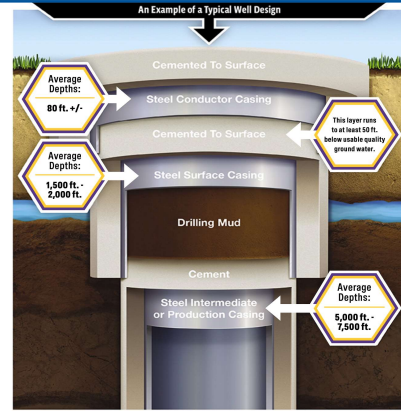 An Example of a Typical Well Design
Cemented To Surface
Average
Depths:
80 ft. +/-
Steel Conductor Casing
Cemented To Surface
This layer runs
to at least 50 ft.
below usable quality
ground water.
Average
Depths:
1,500 ft. -
2,000 ft.
Steel Surface Casing
Drilling Mud
Cement
Steel Intermediate
or Production Casing
Average
Depths:
5,000 ft. -
7,500 ft.